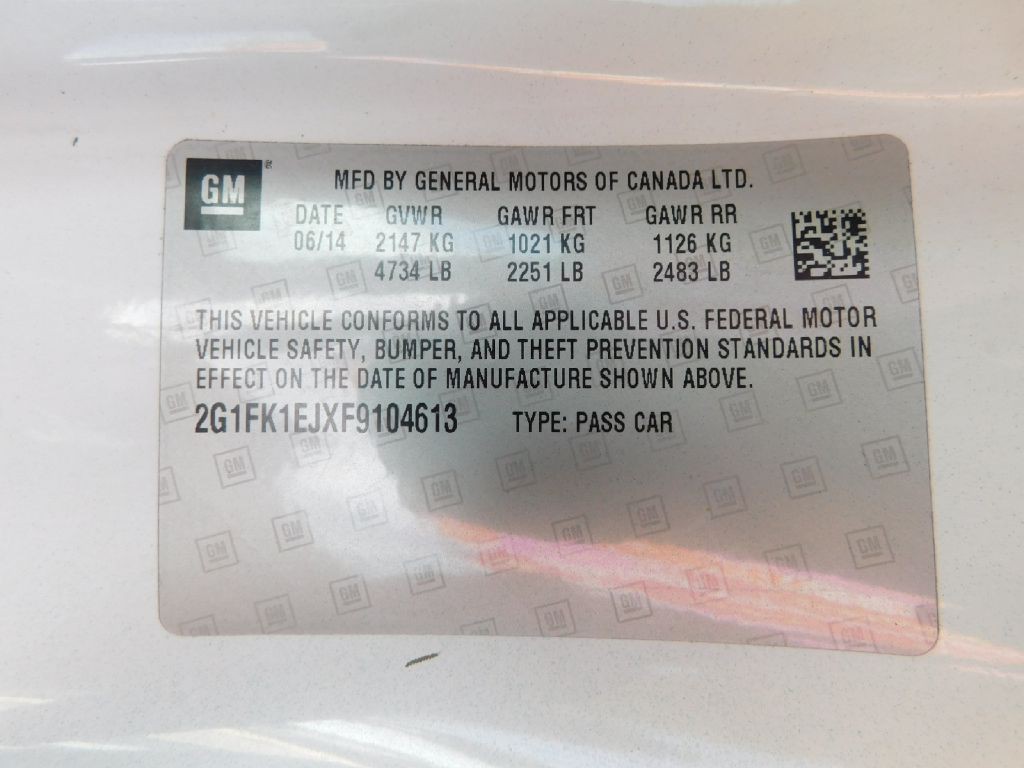 GM
MFD BY GENERAL MOTORS OF CANADA LTD.
DATE GVWR GAWR FRT GAWR RR
06/14 2147 KG 1021 KG 1126 KG
4734 LB 2251 LB 2483 LB
THIS VEHICLE CONFORMS TO ALL APPLICABLE U.S. FEDERAL MOTOR
VEHICLE SAFETY, BUMPER, AND THEFT PREVENTION STANDARDS IN
EFFECT ON THE DATE OF MANUFACTURE SHOWN ABOVE.
2G1FK1EJXF9104613 TYPE: PASS CAR